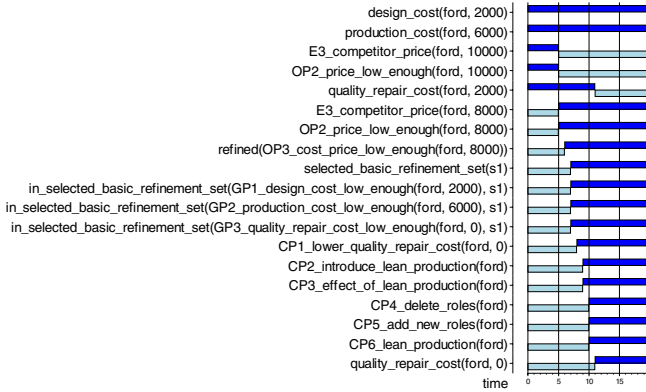 design_cost(ford, 2000)
production_cost(ford, 6000)
E3_competitor_price(ford, 10000)
OP2_price_low_enough(ford, 10000)
quality_repair_cost(ford, 2000)
E3_competitor_price(ford, 8000)
OP2_price_low_enough(ford, 8000)
refined(OP3_cost_price_low_enough(ford, 8000))
selected_basic_refinement_set(s1)
in_selected_basic_refinement_set(GP1_design_cost_low_enough(ford, 2000), s1)
in_selected_basic_refinement_set(GP2_production_cost_low_enough(ford, 6000), s1)
in_selected_basic_refinement_set(GP3_quality_repair_cost_low_enough(ford, 0), s1)
CP1_lower_quality_repair_cost(ford, 0)
CP2_introduce_lean_production(ford)
CP3_effect_of_lean_production(ford)
CP4_delete_roles(ford)
CP5_add_new_roles(ford)
CP6_lean_production(ford)
quality_repair_cost(ford, 0)
time 0 5 10 15